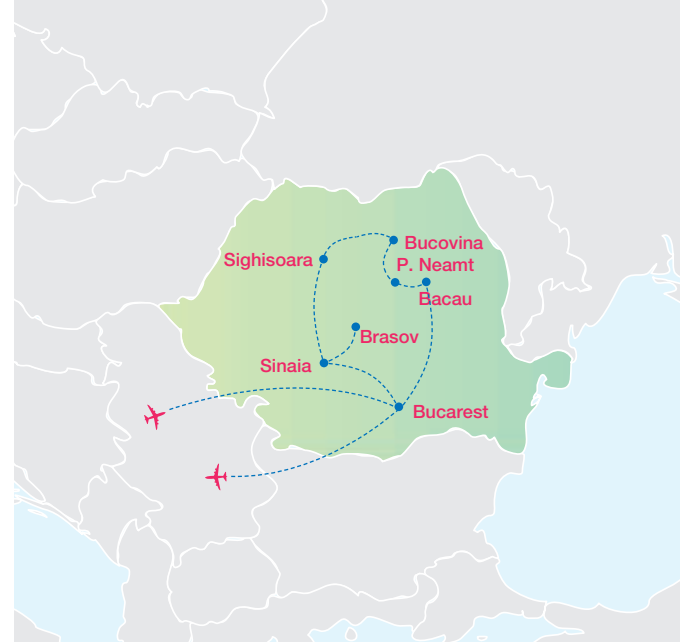 Bucovina
Sighisoara
P. Neamt
Bacau
Brasov
Sinaia
Bucarest